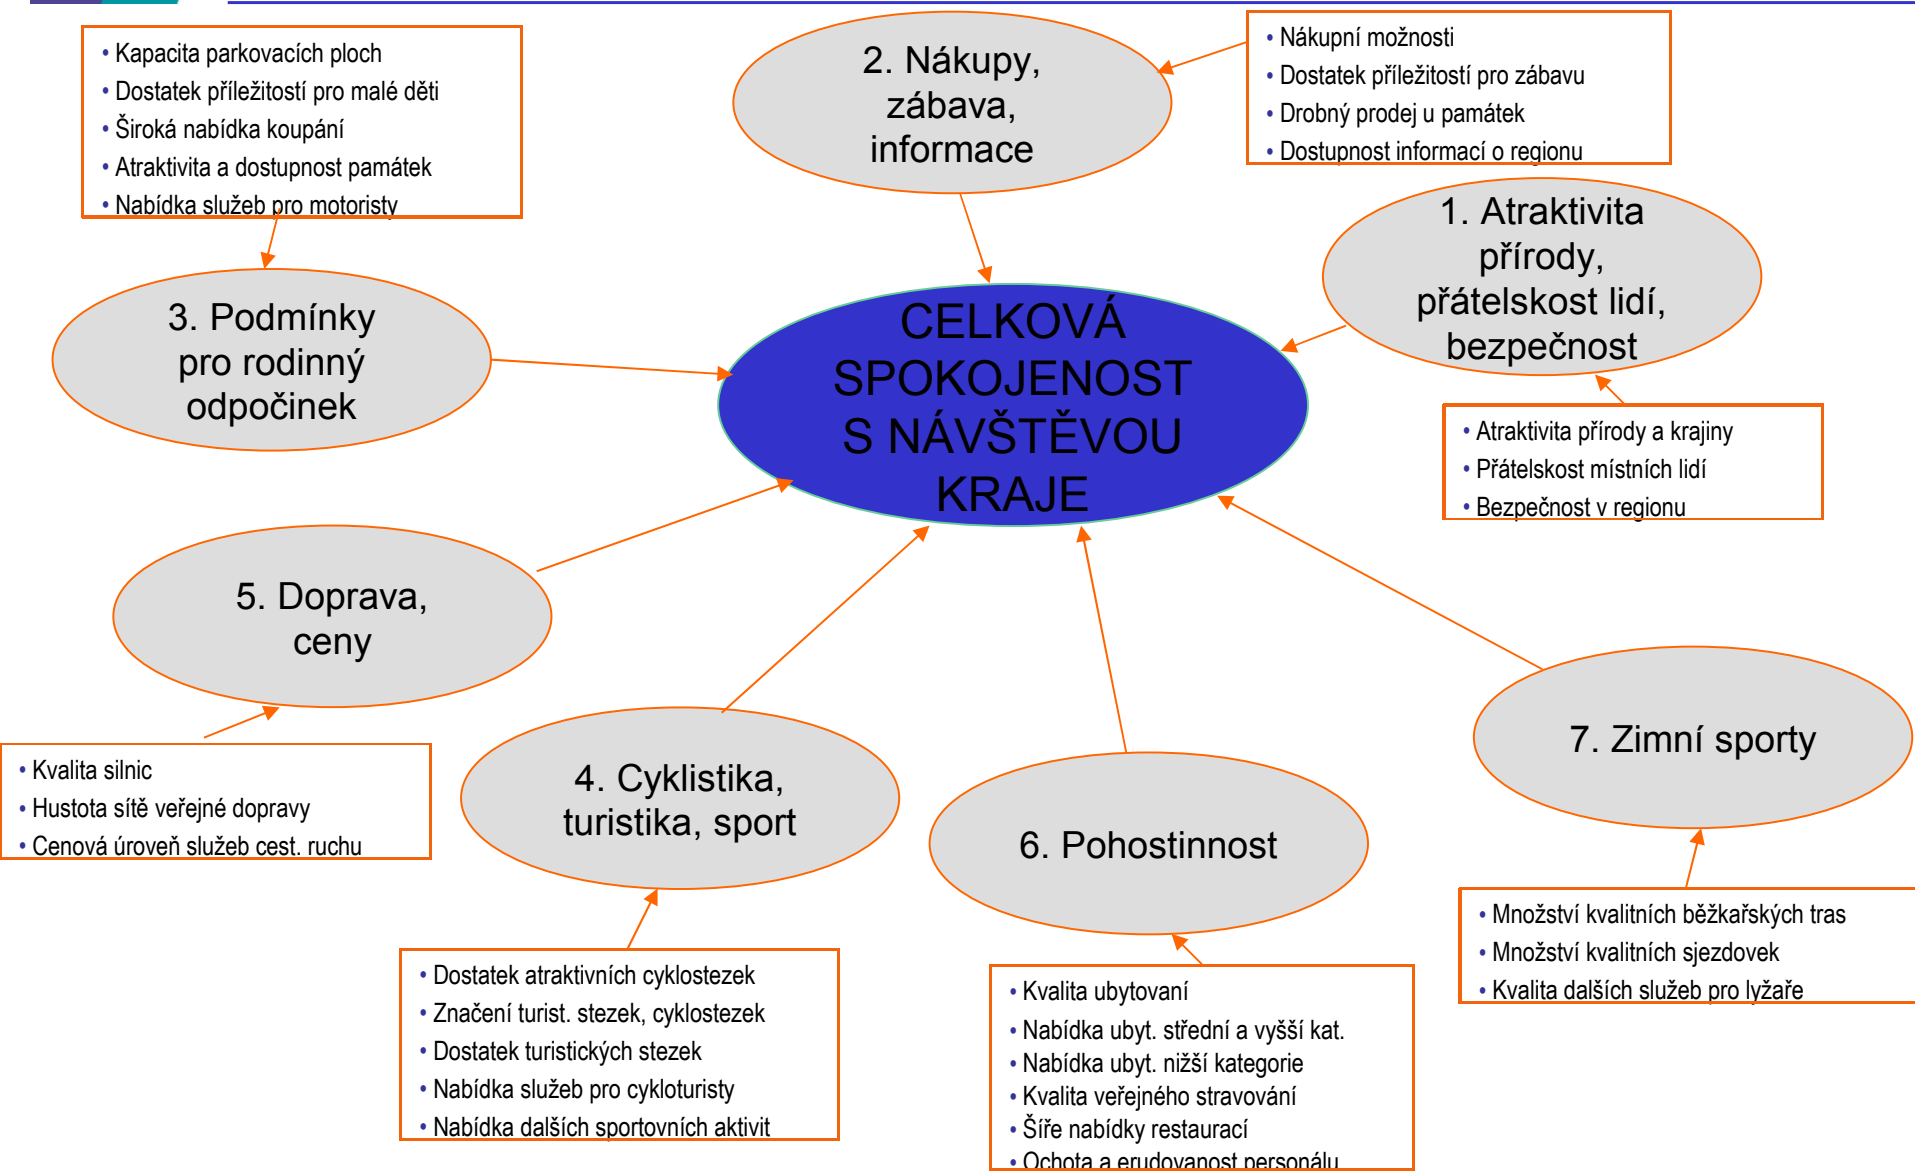 • Kapacita parkovacích ploch
• Dostatek příležitostí pro malé děti
• Široká nabídka koupání
• Atraktivita a dostupnost památek
• Nabídka služeb pro motoristy
2. Nákupy,
zábava,
informace
• Nákupní možnosti
• Dostatek příležitostí pro zábavu
• Drobný prodej u památek
• Dostupnost informací o regionu
1. Atraktivita
přírody,
přátelskost lidí,
bezpečnost
3. Podmínky
pro rodinný
odpočinek
CELKOVÁ
SPOKOJENOST
S NÁVŠTĚVOU
KRAJE
• Atraktivita přírody a krajiny
• Přátelskost místních lidí
• Bezpečnost v regionu
5. Doprava,
ceny
• Kvalita silnic
• Hustota sítě veřejné dopravy
• Cenová úroveň služeb cest. ruchu
4. Cyklistika,
turistika, sport
6. Pohostinnost
7. Zimní sporty
• Dostatek atraktivních cyklostezek
• Značení turist. stezek, cyklostezek
• Dostatek turistických stezek
• Nabídka služeb pro cykloturisty
• Nabídka dalších sportovních aktivit
• Kvalita ubytovaní
• Nabídka ubyt. střední a vyšší kat.
• Nabídka ubyt. nižší kategorie
• Kvalita veřejného stravování
• Šíře nabídky restaurací
• Ochota a erudovanost personálu
• Množství kvalitních běžkařských tras
• Množství kvalitních sjezdovek
• Kvalita dalších služeb pro lyžaře